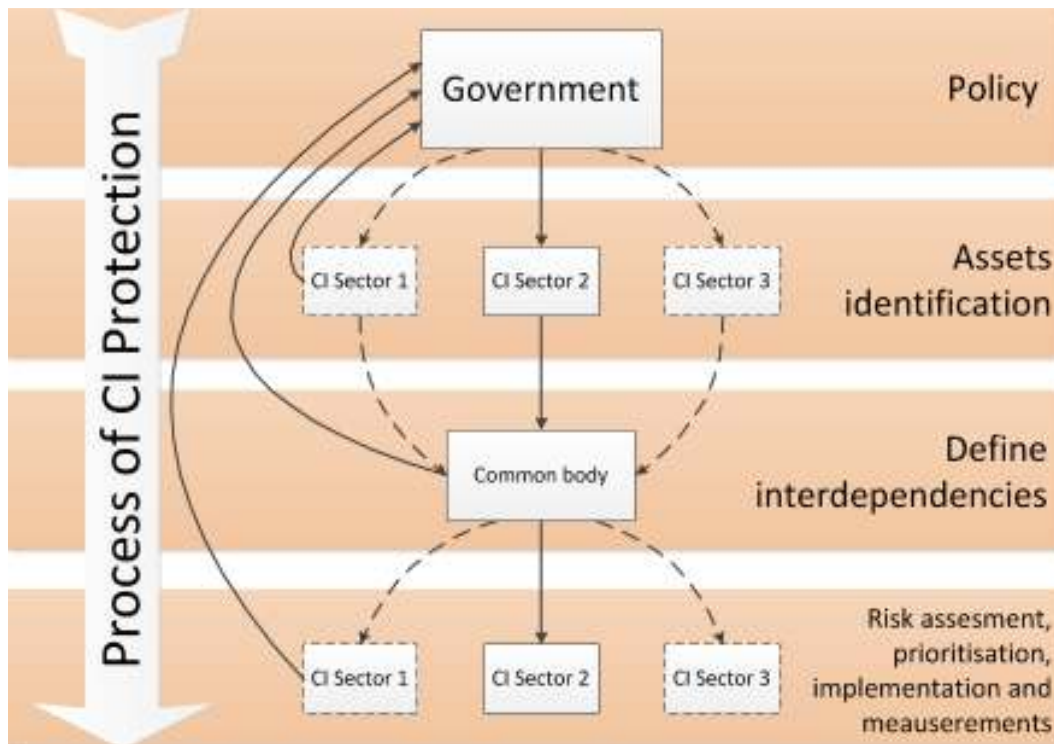 Process of CI Protection
Government
Policy
CI Sector 1
CI Sector 2
CI Sector 3
Assets
identification
Common body
Define
interdependencies
CI Sector 1
CI Sector 2
CI Sector 3
Risk assesment,
prioritisation,
implementation and
meauserements